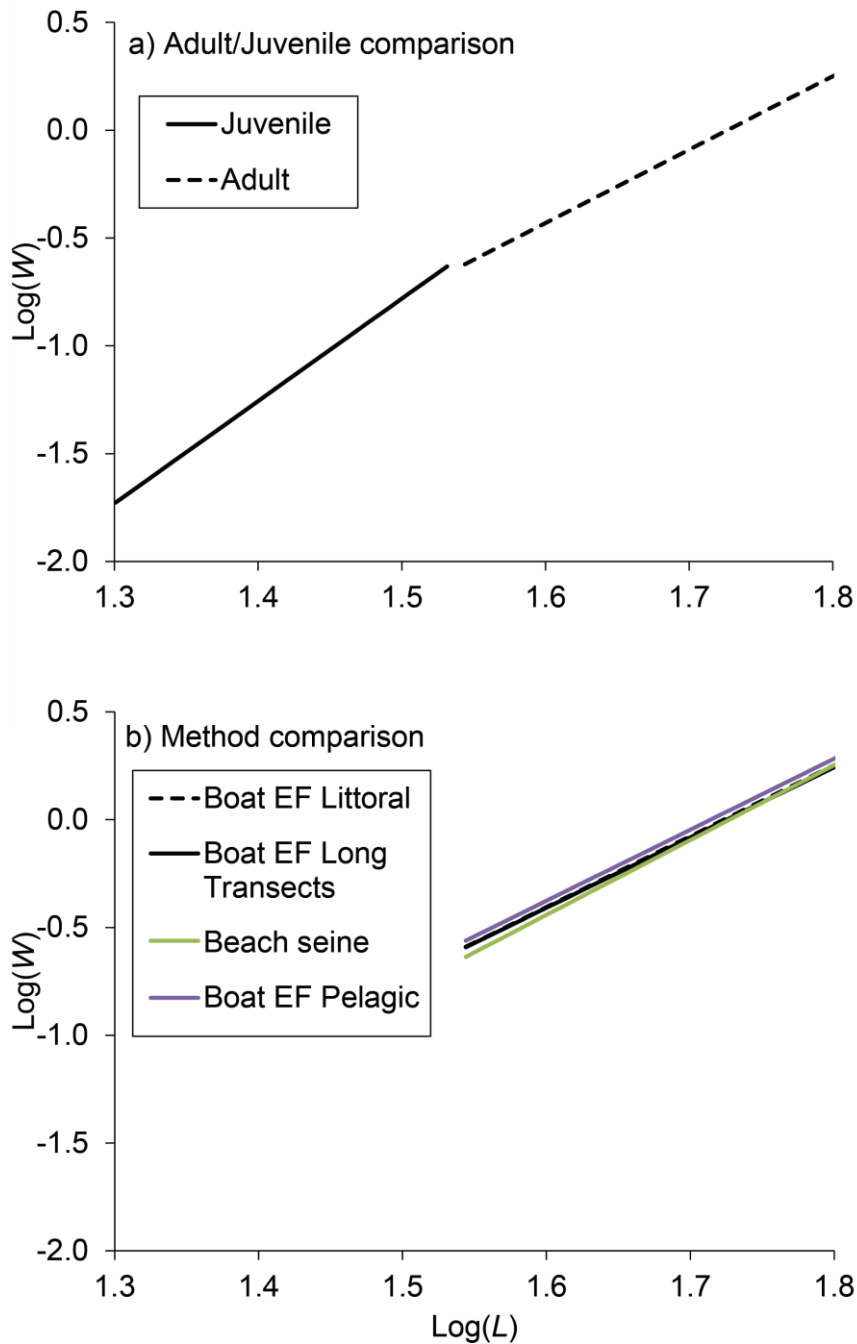 0.5
a) Adult/Juvenile comparison
Juvenile
Adult
0.0
-0.5
-1.0
-1.5
-2.0
Log(W)
1.3 1.4 1.5 1.6 1.7 1.8
0.5
b) Method comparison
Boat EF Littoral
Boat EF Long
Transects
Beach seine
Boat EF Pelagic
0.0
-0.5
-1.0
-1.5
-2.0
Log(W)
1.3 1.4 1.5 1.6 1.7 1.8
Log(L)